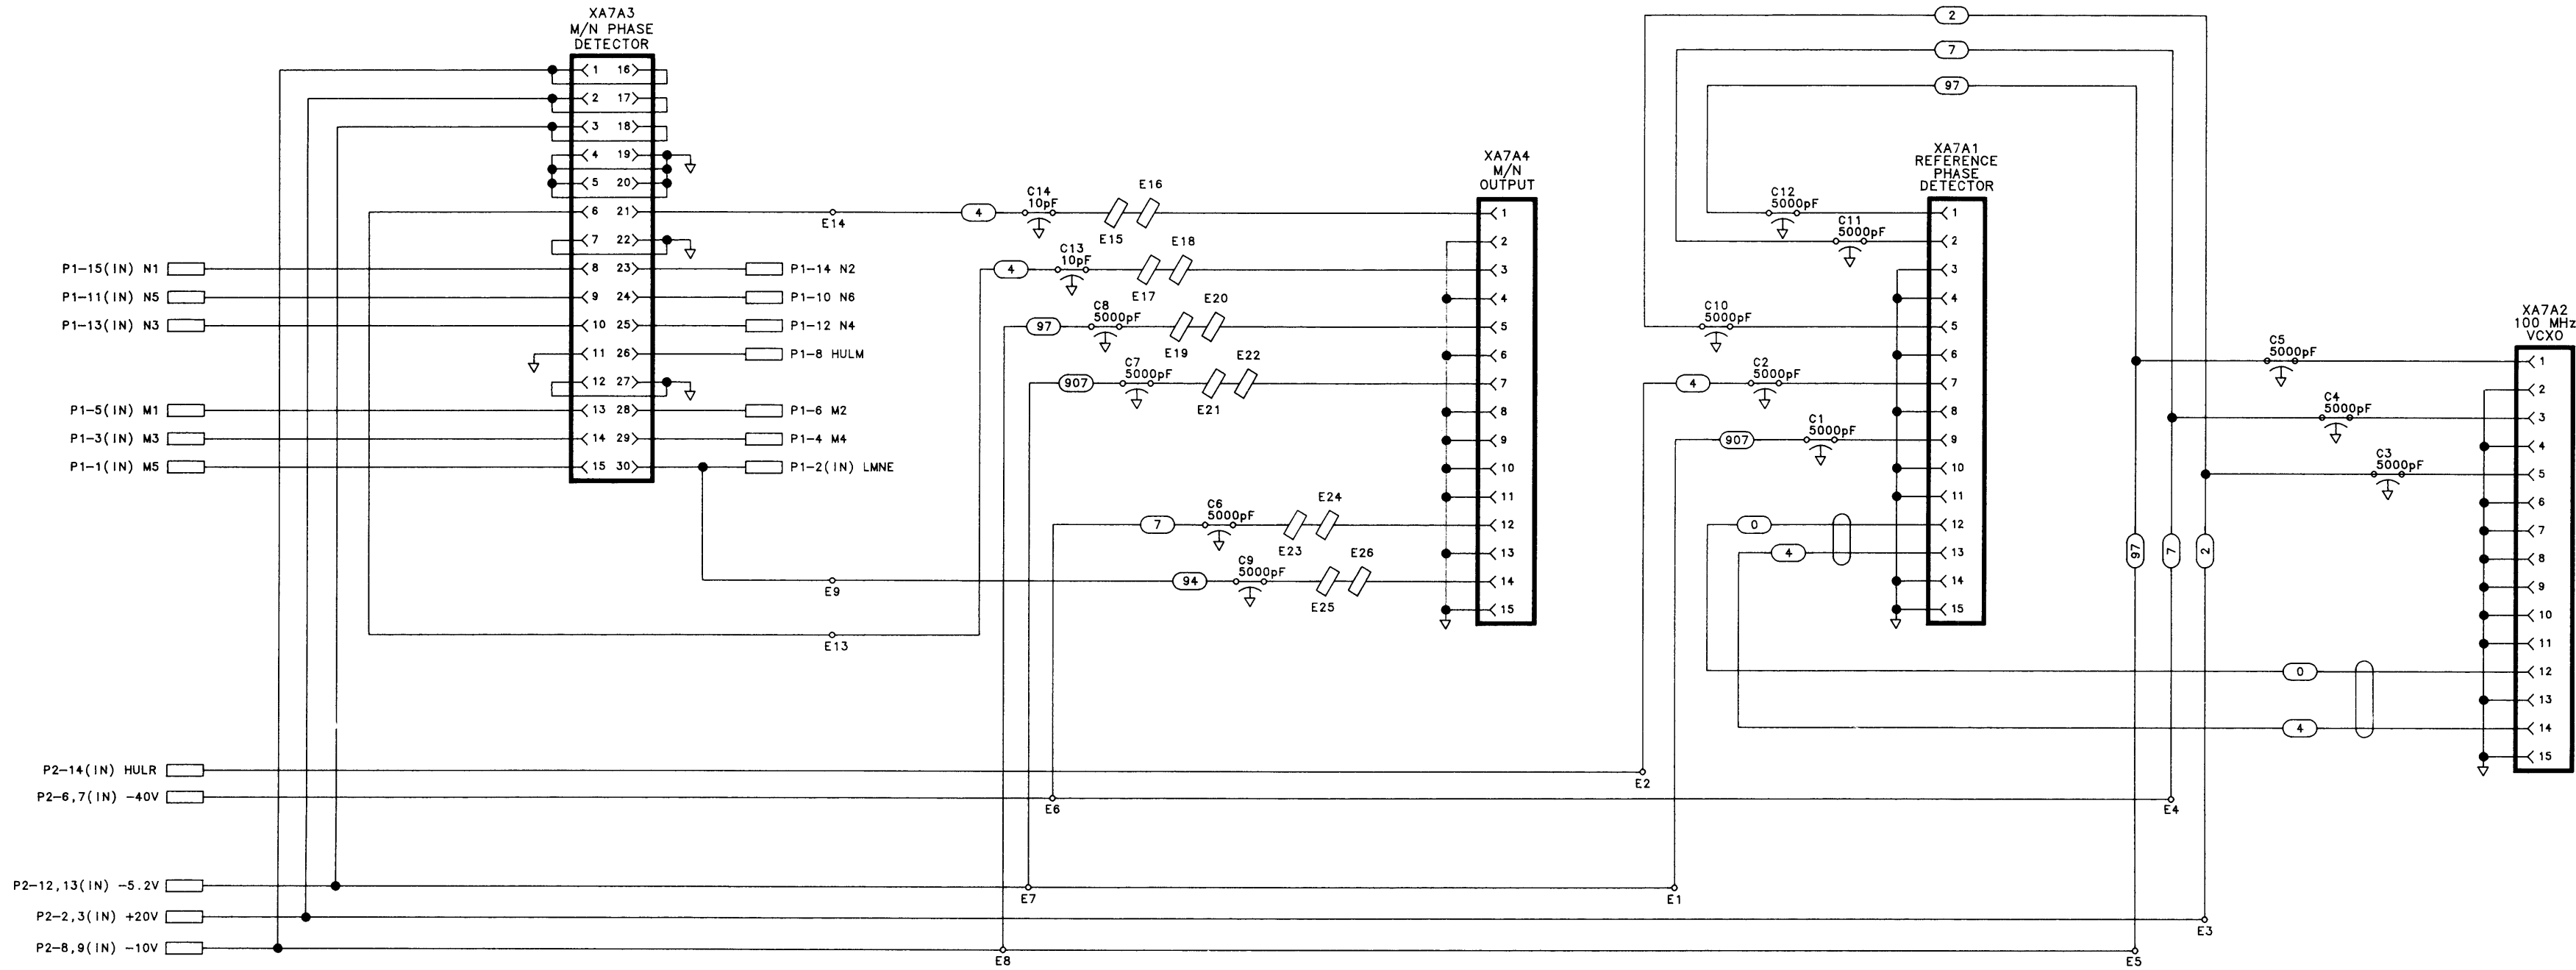 XA7A3
M/N PHASE
DETECTOR
1 16
2 17
3 18
4 19
5 20
6 21
7 22
8 23
9 24
10 25
11 26
12 27
13 28
14 29
15 30
P1-15(IN) N1
P1-11(IN) N5
P1-13(IN) N3
P1-5(IN) M1
P1-3(IN) M3
P1-1(IN) M5
P1-14 N2
P1-10 N6
P1-12 N4
P1-8 HULM
P1-6 M2
P1-4 M4
P1-2(IN) LMNE
E14
E9
E13
4
C14
10pF
E15
E16
4
C13
10pF
E17
E18
97
C8
5000pF
E19
E20
907
C7
5000pF
E21
E22
7
C6
5000pF
E23
E24
94
C9
5000pF
E25
E26
XA7A4
M/N
OUTPUT
1
2
3
4
5
6
7
8
9
10
11
12
13
14
15
2
7
97
C12
5000pF
C11
5000pF
C10
5000pF
4
C2
5000pF
907
C1
5000pF
0
4
XA7A1
REFERENCE
PHASE
DETECTOR
1
2
3
4
5
6
7
8
9
10
11
12
13
14
15
97
7
2
C5
5000pF
C4
5000pF
C3
5000pF
0
4
XA7A2
100 MHz
VCXO
1
2
3
4
5
6
7
8
9
10
11
12
13
14
15
P2-14(IN) HULR
P2-6,7(IN) -40V
P2-12,13(IN) -5.2V
P2-2,3(IN) +20V
P2-8,9(IN) -10V
E2
E6
E4
E7
E1
E3
E8
E5